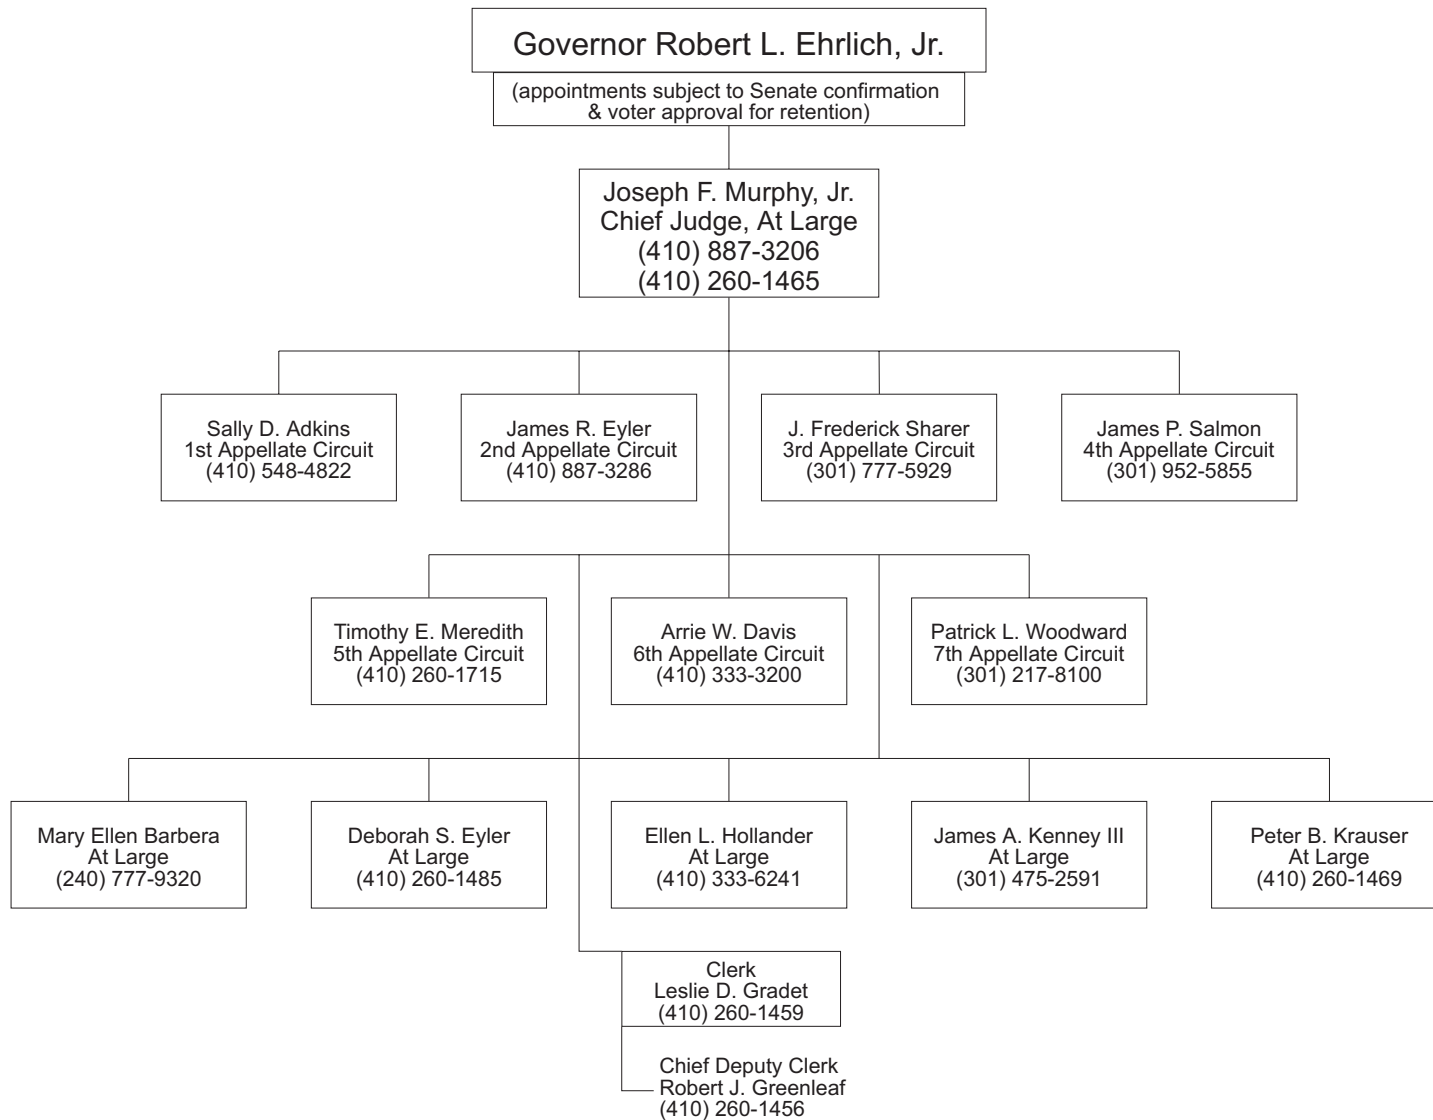 Governor Robert L. Ehrlich, Jr.
(appointments subject to Senate confirmation
& voter approval for retention)
Joseph F. Murphy, Jr.
Chief Judge, At Large
(410) 887-3206
(410) 260-1465
Sally D. Adkins
1st Appellate Circuit
(410) 548-4822
James R. Eyler
2nd Appellate Circuit
(410) 887-3286
J. Frederick Sharer
3rd Appellate Circuit
(301) 777-5929
James P. Salmon
4th Appellate Circuit
(301) 952-5855
Timothy E. Meredith
5th Appellate Circuit
(410) 260-1715
Arrie W. Davis
6th Appellate Circuit
(410) 333-3200
Patrick L. Woodward
7th Appellate Circuit
(301) 217-8100
Mary Ellen Barbera
At Large
(240) 777-9320
Deborah S. Eyler
At Large
(410) 260-1485
Ellen L. Hollander
At Large
(410) 333-6241
James A. Kenney III
At Large
(301) 475-2591
Peter B. Krauser
At Large
(410) 260-1469
Clerk
Leslie D. Gradet
(410) 260-1459
Chief Deputy Clerk
Robert J. Greenleaf
(410) 260-1456